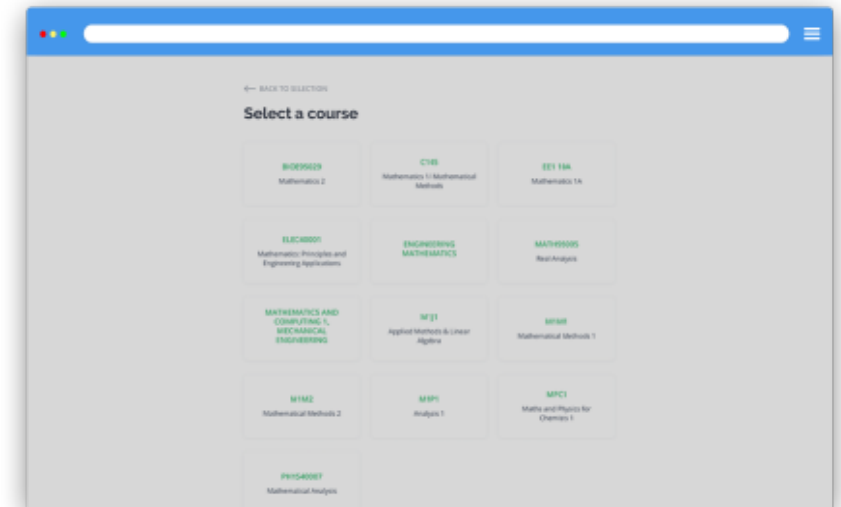 ← BACK TO SELECTION
Select a course
BIOE95029
Mathematics 2
C145
Mathematics 1/ Mathematical
Methods
EE1 10A
Mathematics 1A
ELEC40001
Mathematics: Principles and
Engineering Applications
ENGINEERING
MATHEMATICS
Real Analysis
MATHEMATICS AND
COMPUTING 1,
MECHANICAL
ENGINEERING
M1J1
Applied Methods & Linear
Algebra
M1M1
Mathematical Methods 1
M1M2
Mathematical Methods 2
M1P1
Analysis 1
MPC1
Maths and Physics for
Chemists 1
PHYS40007
Mathematical Analysis